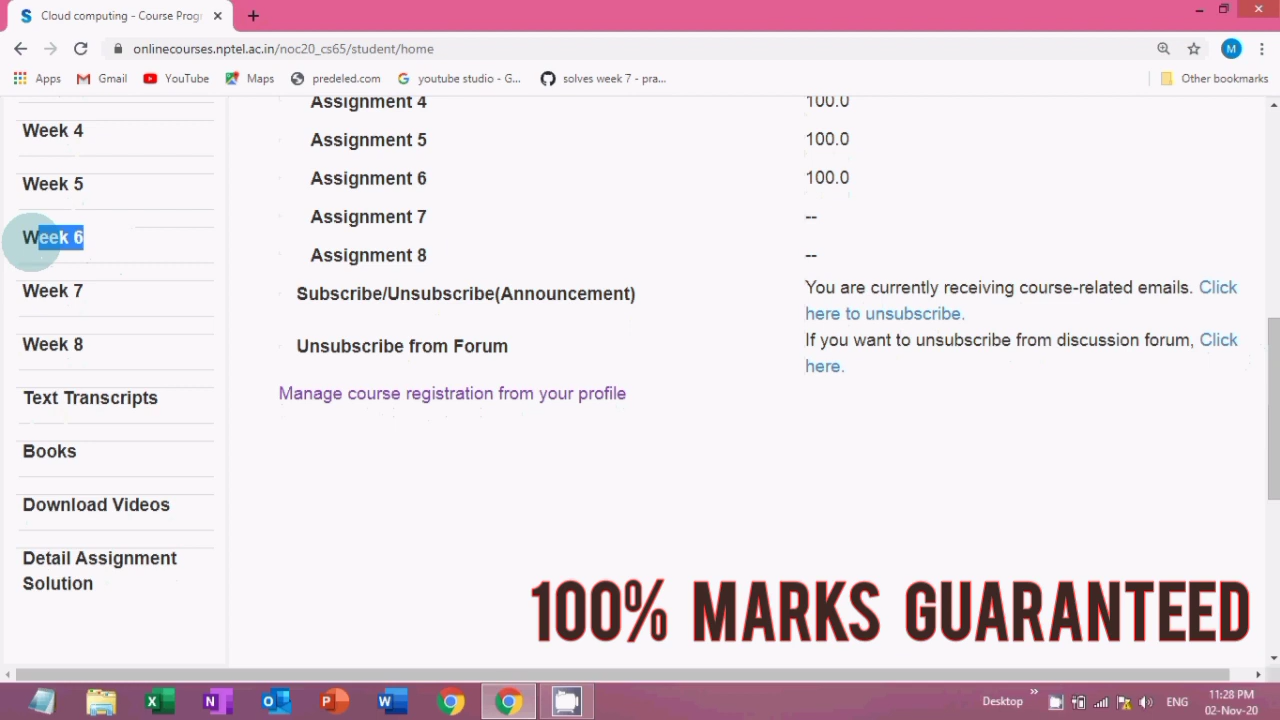 Cloud computing - Course Progr
onlinecourses.nptel.ac.in/noc20_cs65/student/home
M
Apps
Gmail
YouTube
Maps
predeled.com
youtube studio - G...
solves week 7 - pra...
Other bookmarks
Week 4
Week 5
Week 6
Week 7
Week 8
Text Transcripts
Books
Download Videos
Detail Assignment
Solution
Assignment 4 100.0
Assignment 5 100.0
Assignment 6 100.0
Assignment 7 --
Assignment 8 --
Subscribe/Unsubscribe(Announcement) You are currently receiving course-related emails. Click
here to unsubscribe.
Unsubscribe from Forum If you want to unsubscribe from discussion forum, Click
here.
Manage course registration from your profile
100% MARKS GUARANTEED
Desktop
ENG
11:28 PM
02-Nov-20